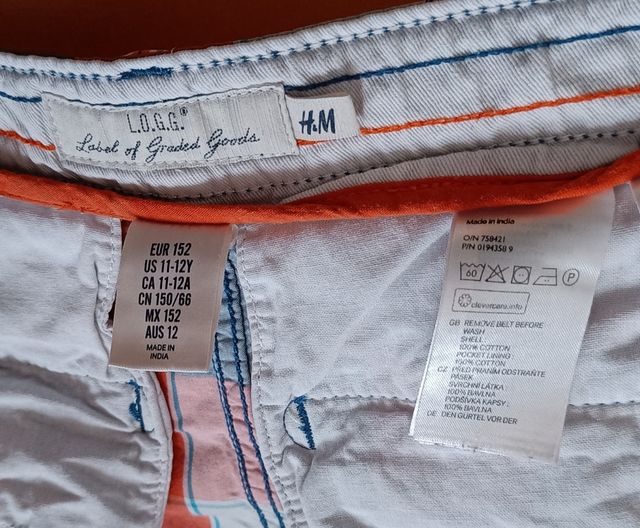 L.O.G.G.®
Label of Graded Goods
H&M
EUR 152
US 11-12Y
CA 11-12A
CN 150/66
MX 152
AUS 12
MADE IN
INDIA
Made in India
O/N 758421
P/N 0194358 9
60
P
clevercare.info
GB REMOVE BELT BEFORE
WASH
SHELL
100% COTTON
POCKET LINING
100% COTTON
CZ PŘED PRANÍM ODSTRAŇTE
PÁSEK
SVRCHNÍ LÁTKA
100% BAVLNA
PODŠÍVKA KAPSY
100% BAVLNA
DE DEN GÜRTEL VOR DER